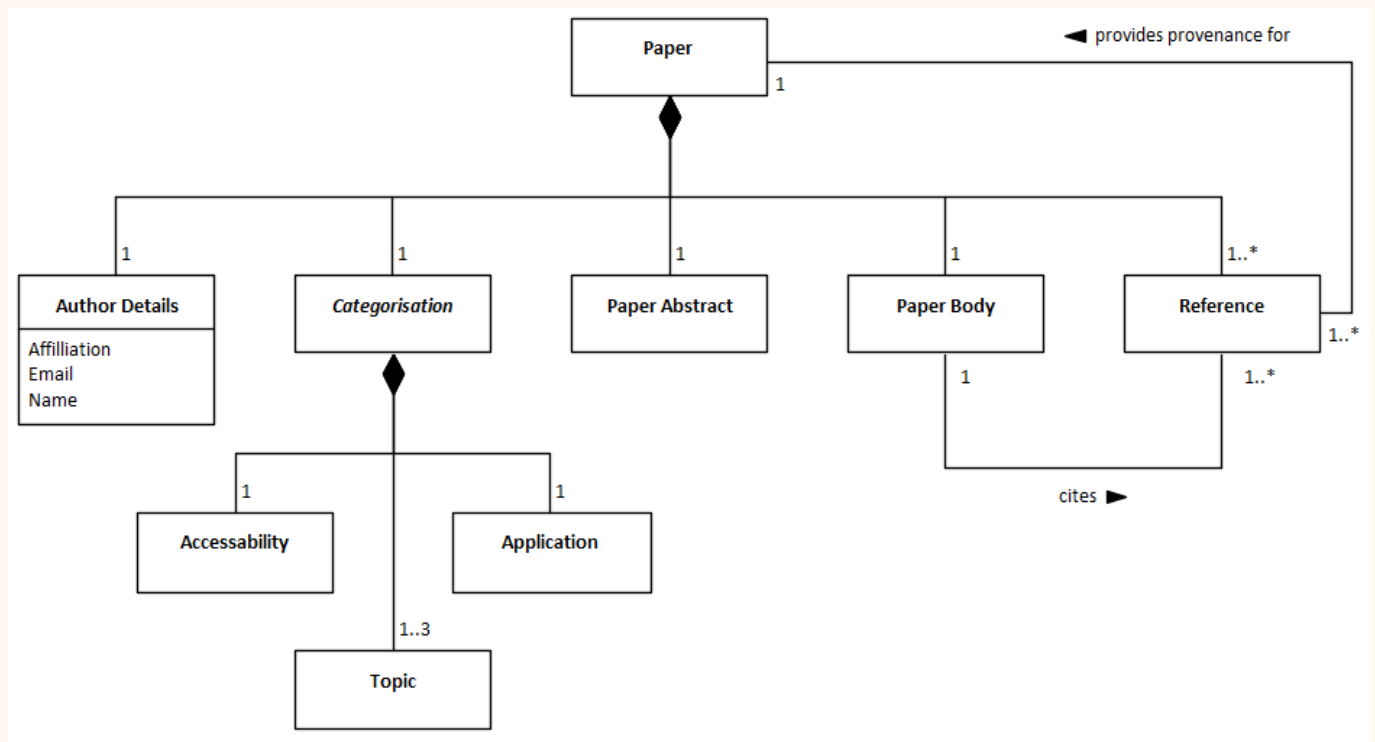 Paper
◄ provides provenance for
1
1
1
1
1
1..*
Author Details
Categorisation
Paper Abstract
Paper Body
Reference
Affilliation
Email
Name
1..*
1
1..*
1
1
cites ►
Accessability
Application
1..3
Topic